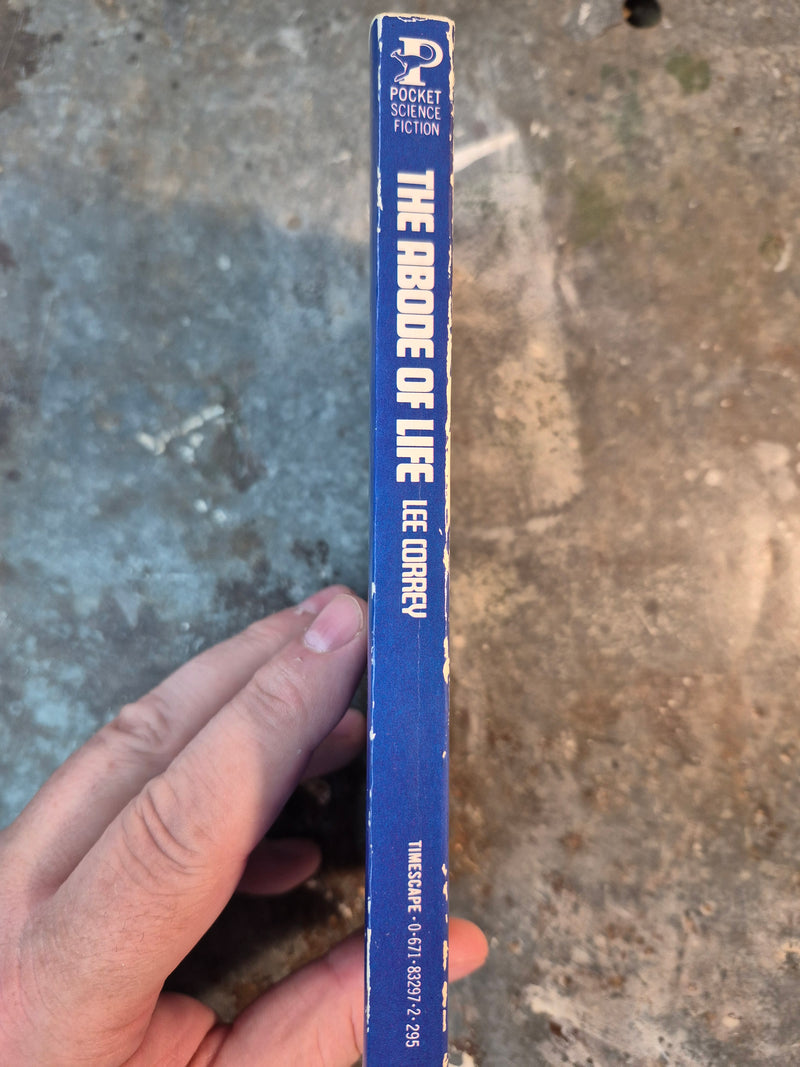 P
POCKET
SCIENCE
FICTION
THE ABODE OF LIFE LEE CORREY
TIMESCAPE · 0-671-83297-2 · 295